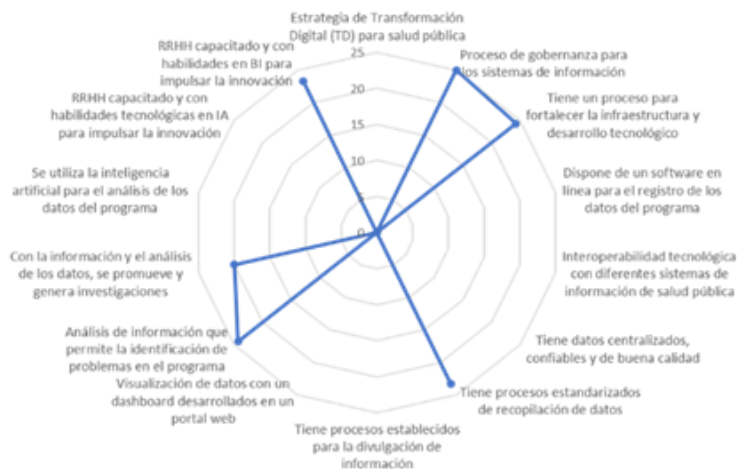 Estrategia de Transformación
Digital (TD) para salud pública
25
20
15
10
5
0
Proceso de gobernanza para
los sistemas de información
Tiene un proceso para
fortalecer la infraestructura y
desarrollo tecnológico
Dispone de un software en
línea para el registro de los
datos del programa
Interoperabilidad tecnológica
con diferentes sistemas de
información de salud pública
Tiene datos centralizados,
confiables y de buena calidad
Tiene procesos estandarizados
de recopilación de datos
Tiene procesos establecidos
para la divulgación de
información
Visualización de datos con un
dashboard desarrollados en un
portal web
Análisis de información que
permite la identificación de
problemas en el programa
Con la información y el análisis
de los datos, se promueve y
genera investigaciones
Se utiliza la inteligencia
artificial para el análisis de los
datos del programa
RRHH capacitado y con
habilidades tecnológicas en IA
para impulsar la innovación
RRHH capacitado y con
habilidades en BI para
impulsar la innovación